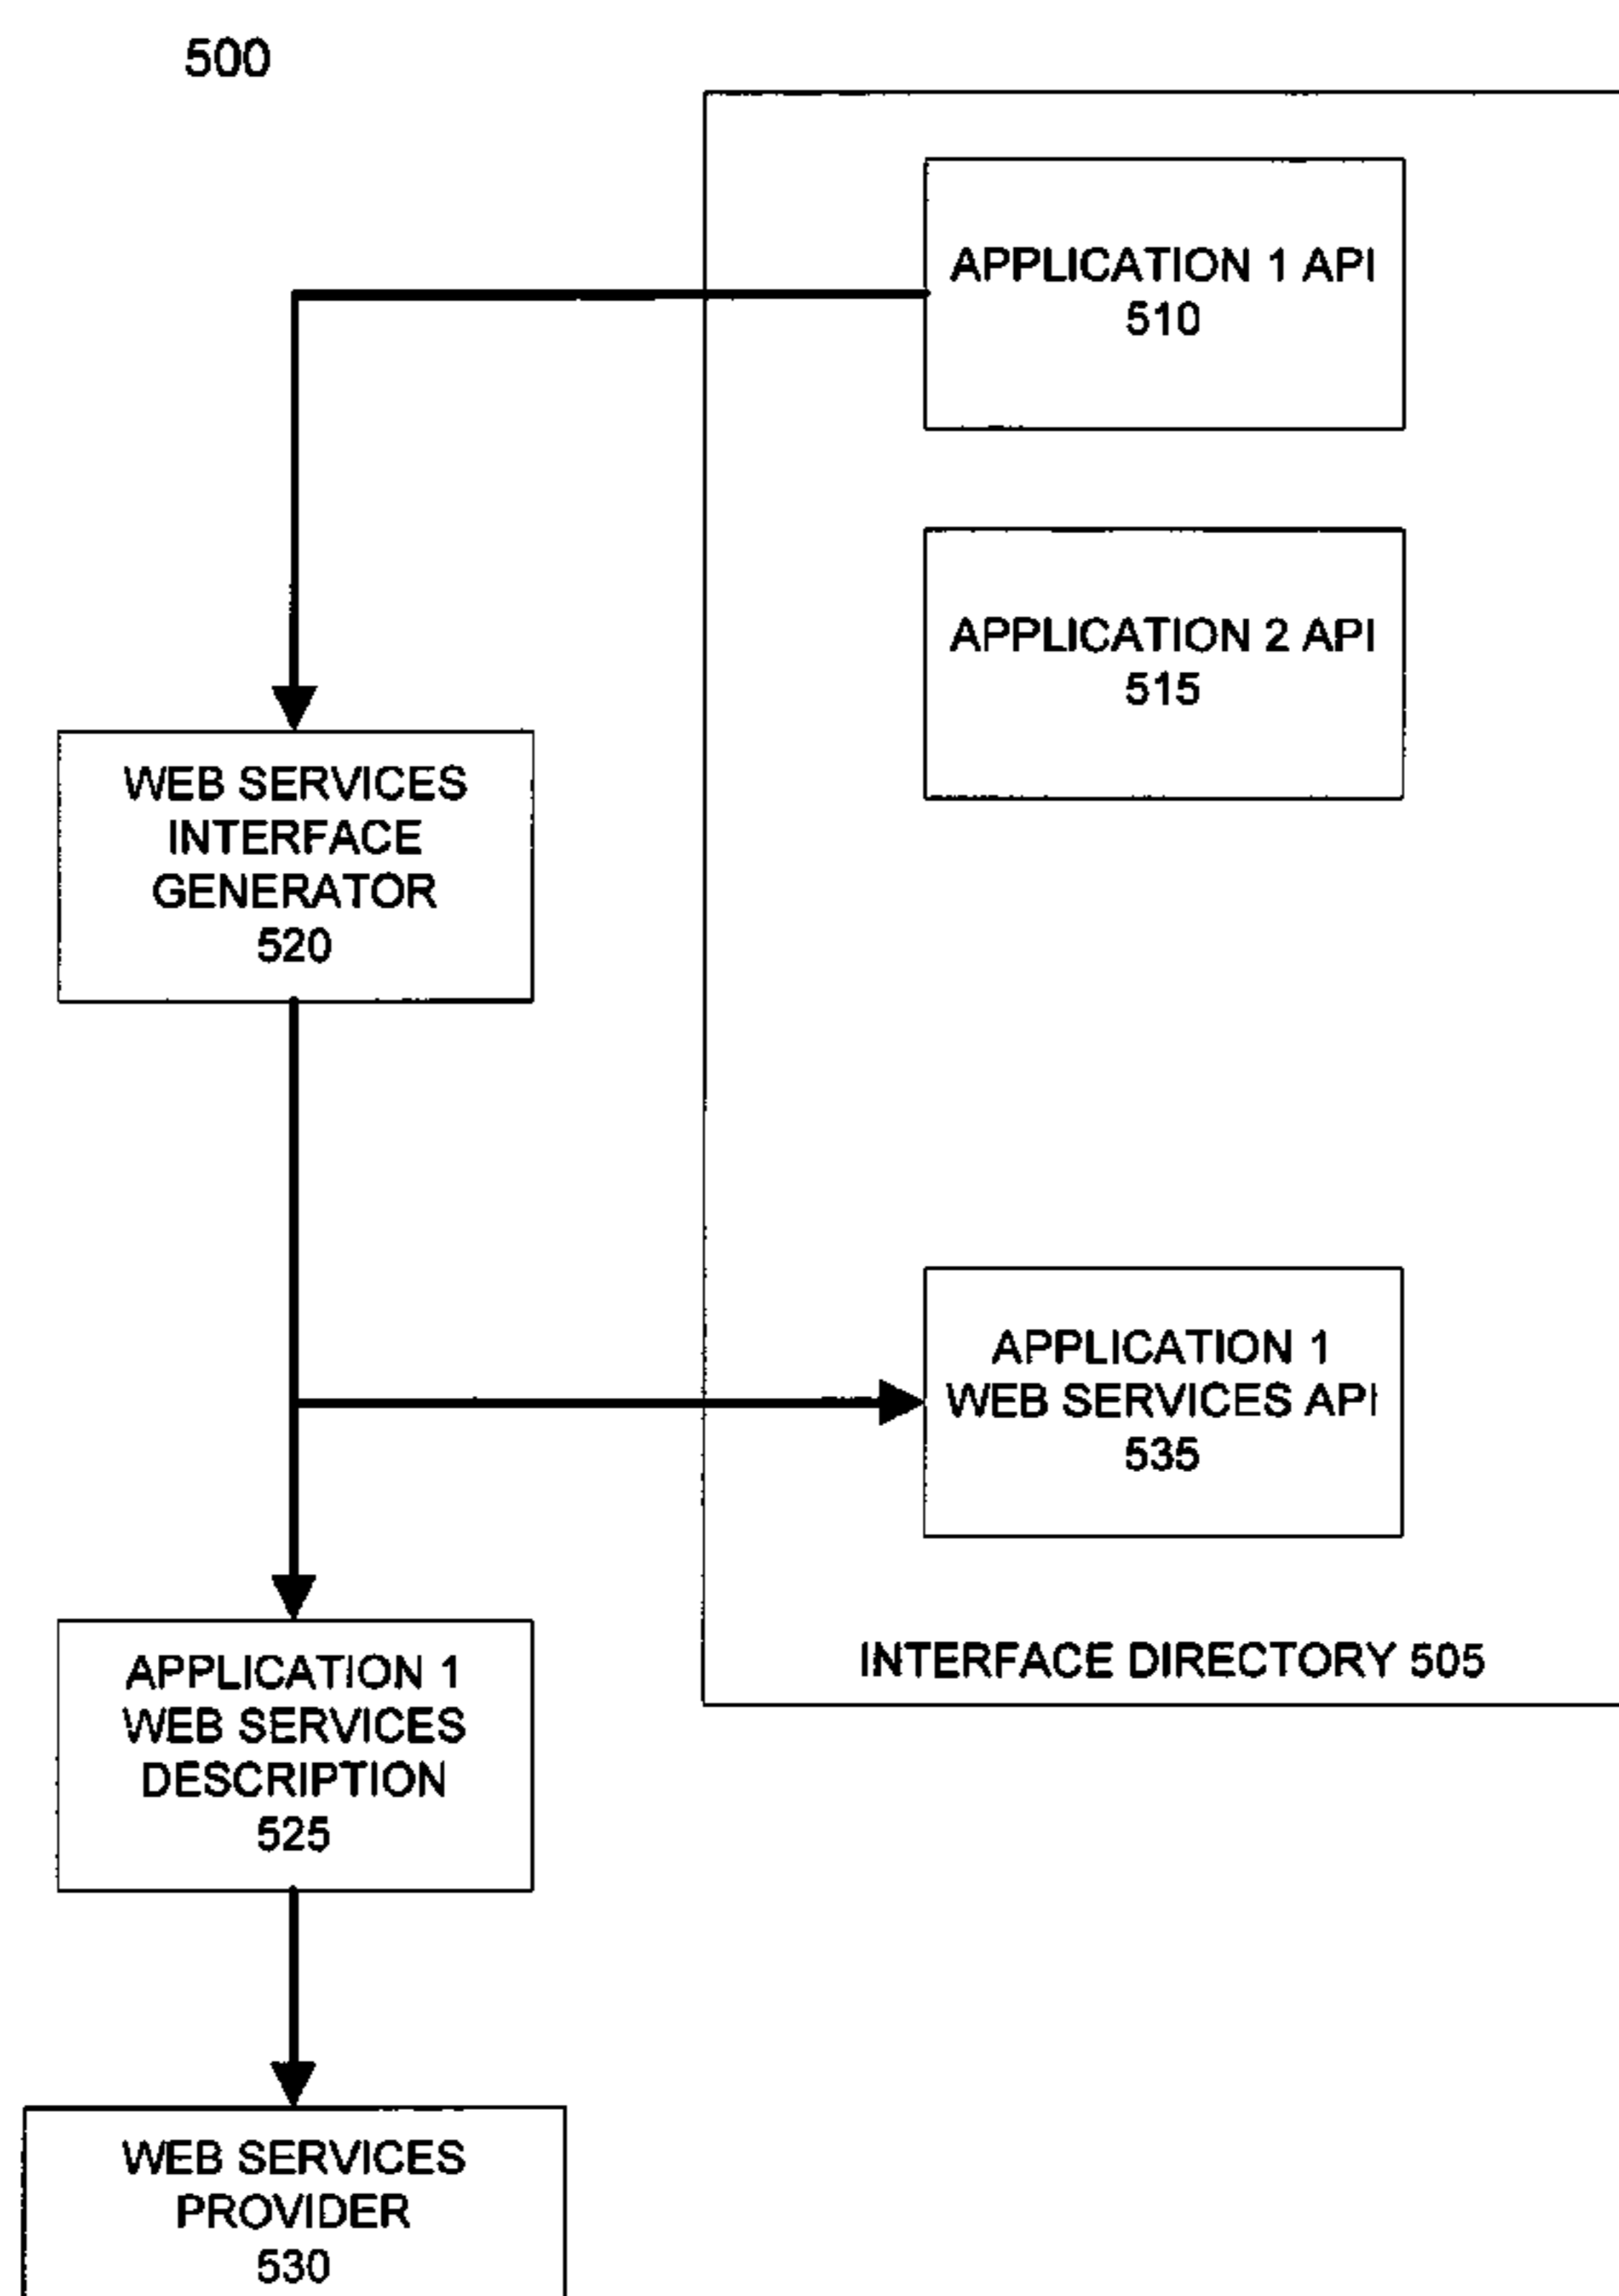 500
APPLICATION 1 API
510
APPLICATION 2 API
515
WEB SERVICES
INTERFACE
GENERATOR
520
APPLICATION 1
WEB SERVICES API
535
INTERFACE DIRECTORY 505
APPLICATION 1
WEB SERVICES
DESCRIPTION
525
WEB SERVICES
PROVIDER
530